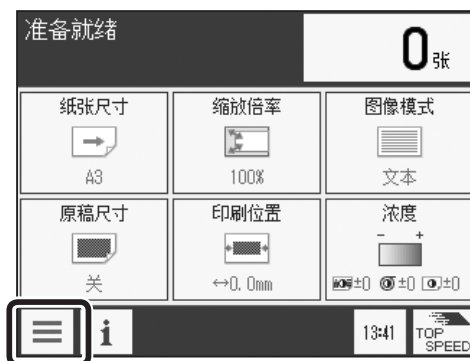 准备就绪
0张
纸张尺寸 缩放倍率 图像模式
A3 100% 文本
原稿尺寸 印刷位置 浓度
- +
关 ↔0.0mm ±0 ±0 ±0
i 13:41 TOP SPEED